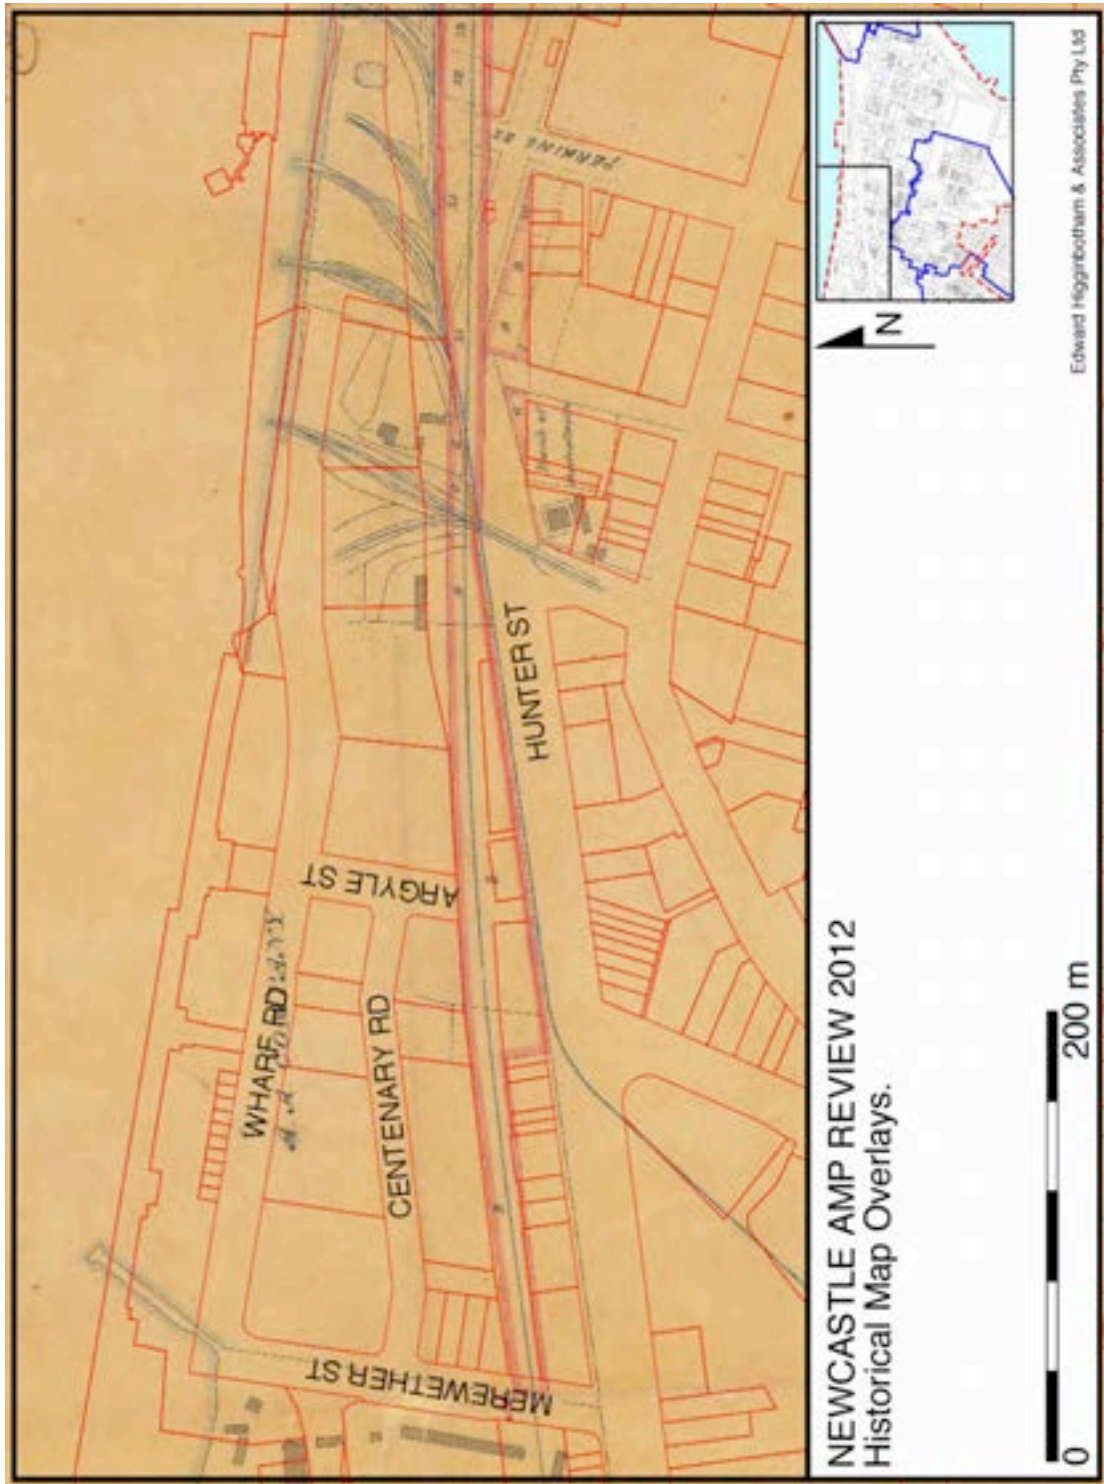 WHARF RD
CENTENARY RD
ARGYLE ST
MEREWETHER ST
HUNTER ST
PERKINS ST
NEWCASTLE AMP REVIEW 2012
Historical Map Overlays.
0
200 m
N
Edward Higginbotham & Associates Pty Ltd